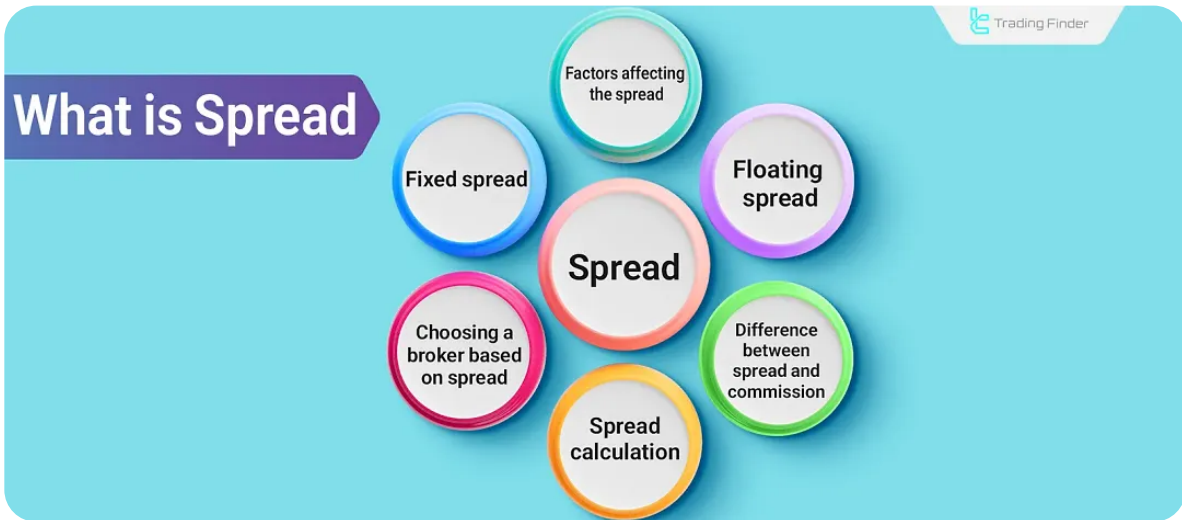 Trading Finder
What is Spread
Factors affecting
the spread
Fixed spread
Floating
spread
Spread
Choosing a
broker based
on spread
Difference
between
spread and
commission
Spread
calculation